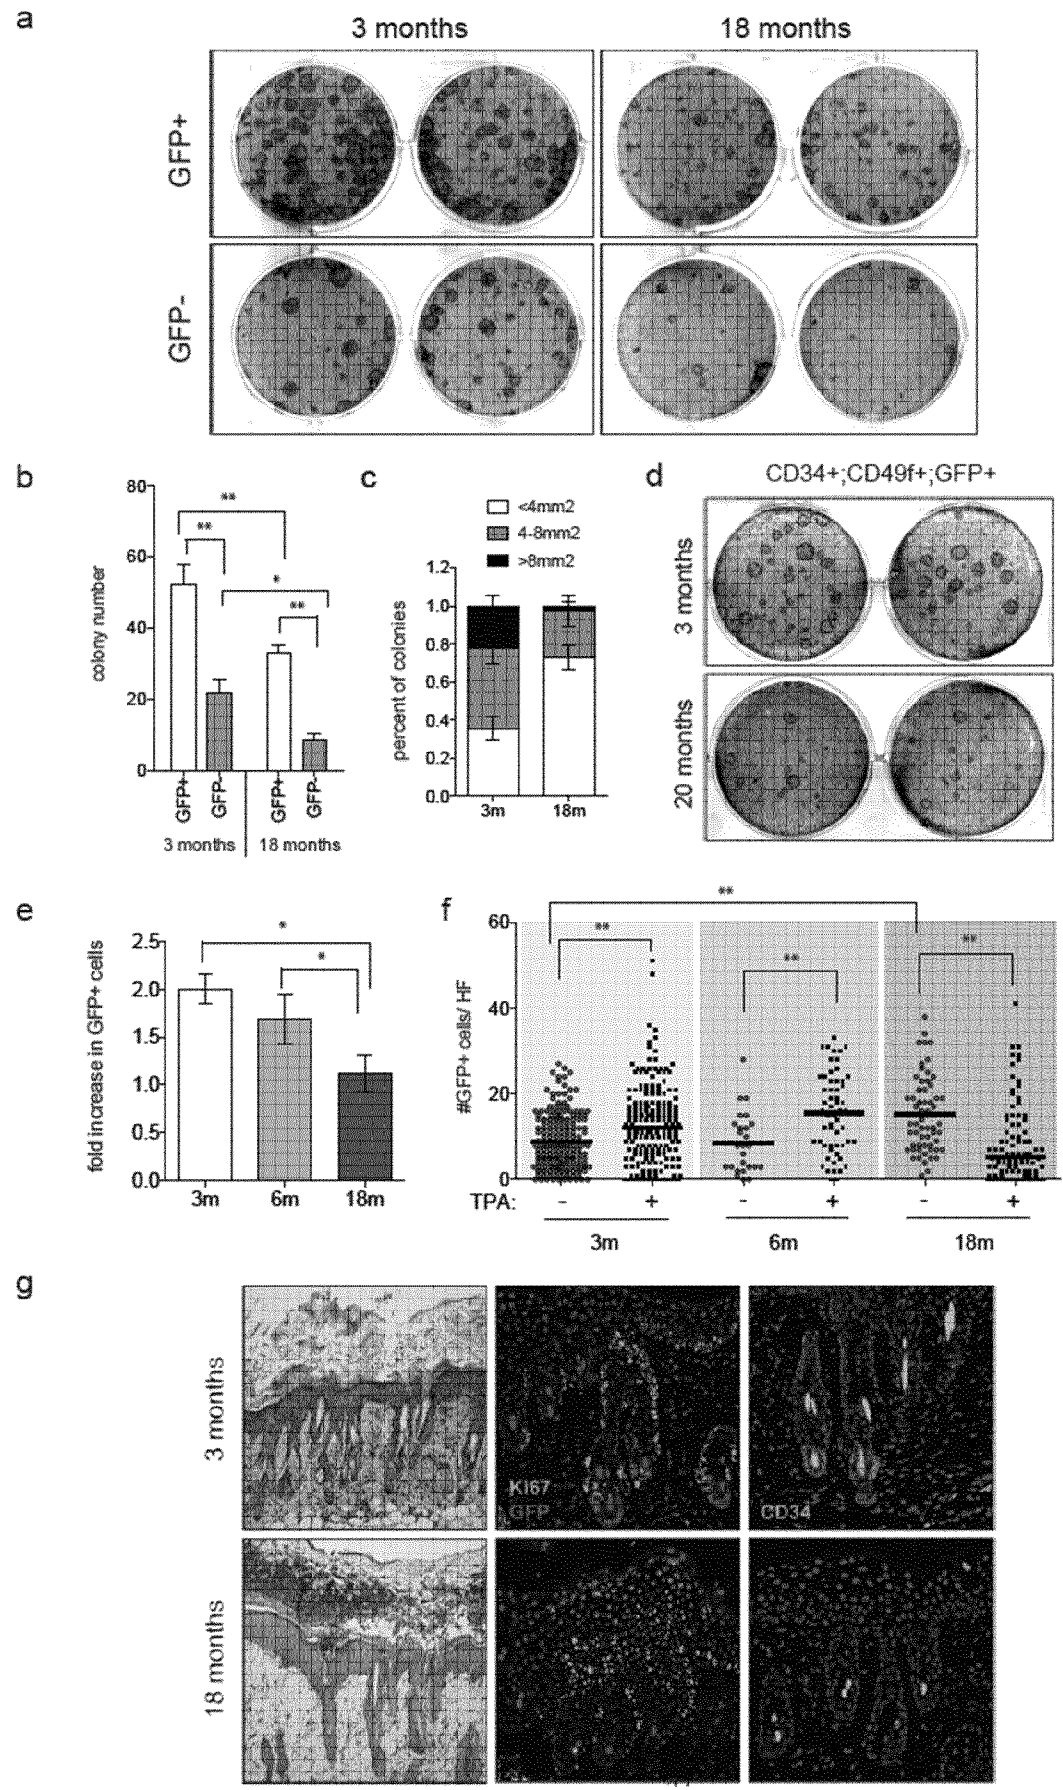 a
3 months 18 months
GFP+
GFP-
b
80
60
40
20
0
colony number
** ** * **
GFP+ GFP- GFP+ GFP-
3 months 18 months
c
<4mm2
4-8mm2
>8mm2
1.2
1.0
0.8
0.6
0.4
0.2
0.0
percent of colonies
3m 18m
d
CD34+;CD49f+;GFP+
3 months
20 months
e
2.5
2.0
1.5
1.0
0.5
0.0
fold increase in GFP+ cells
* *
3m 6m 18m
f
60
40
20
0
#GFP+ cells/ HF
** ** ** **
TPA: - + - + - +
3m 6m 18m
g
3 months
KI67
GFP
CD34
18 months